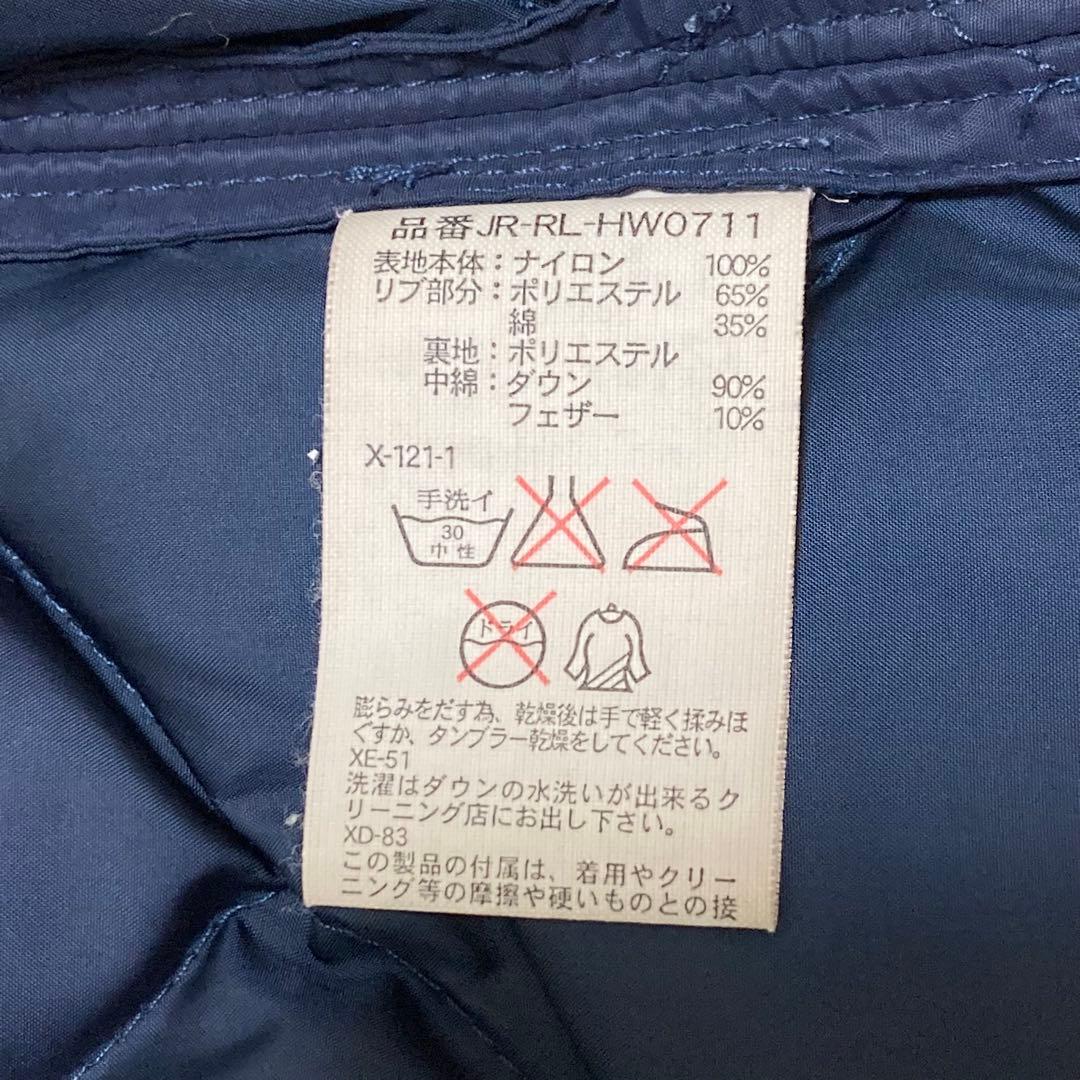 品番JR-RL-HW0711
表地本体：ナイロン 100%
リブ部分：ポリエステル 65%
綿 35%
裏地：ポリエステル
中綿：ダウン 90%
フェザー 10%
X-121-1
手洗イ
30
中性
ドライ
膨らみをだす為、乾燥後は手で軽く揉みほ
ぐすか、タンブラー乾燥をしてください。
XE-51
洗濯はダウンの水洗いが出来るク
リーニング店にお出し下さい。
XD-83
この製品の付属は、着用やクリー
ニング等の摩擦や硬いものとの接